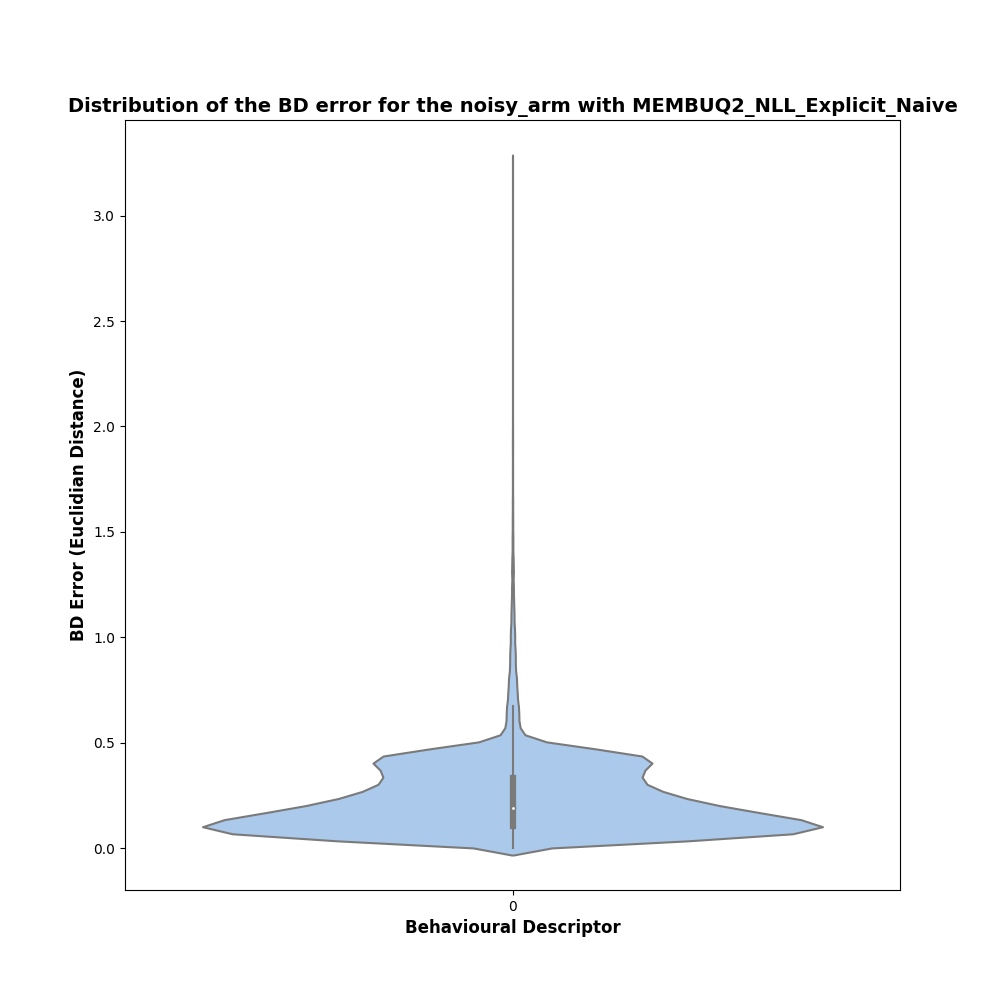 Distribution of the BD error for the noisy_arm with MEMBUQ2_NLL_Explicit_Naive
3.0
2.5
2.0
1.5
1.0
0.5
0.0
BD Error (Euclidian Distance)
0
Behavioural Descriptor